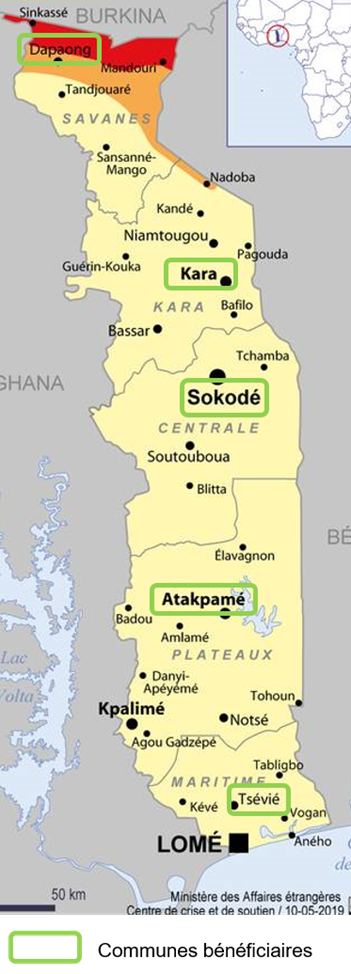 Sinkassé
BURKINA
Dapaong
Mandouri
Tandjouaré
SAVANES
Sansanné-
Mango
Nadoba
Kandé
Niamtougou
Pagouda
Guérin-Kouka
Kara
KARA
Bafilo
Bassar
Tchamba
GHANA
Sokodé
CENTRALE
Soutouboua
Blitta
BÉ
Élavagnon
Atakpamé
Badou
Amlamé
Lac
Volta
PLATEAUX
Danyi-
Apéyémé
Tohoun
Kpalimé
Notsé
Agou Gadzépé
Tabligbo
MARITIME
Tsévié
Kévé
Vogan
LOMÉ
Aného
50 km
Ministère des Affaires étrangères
Centre de crise et de soutien / 10-05-2019
Communes bénéficiaires